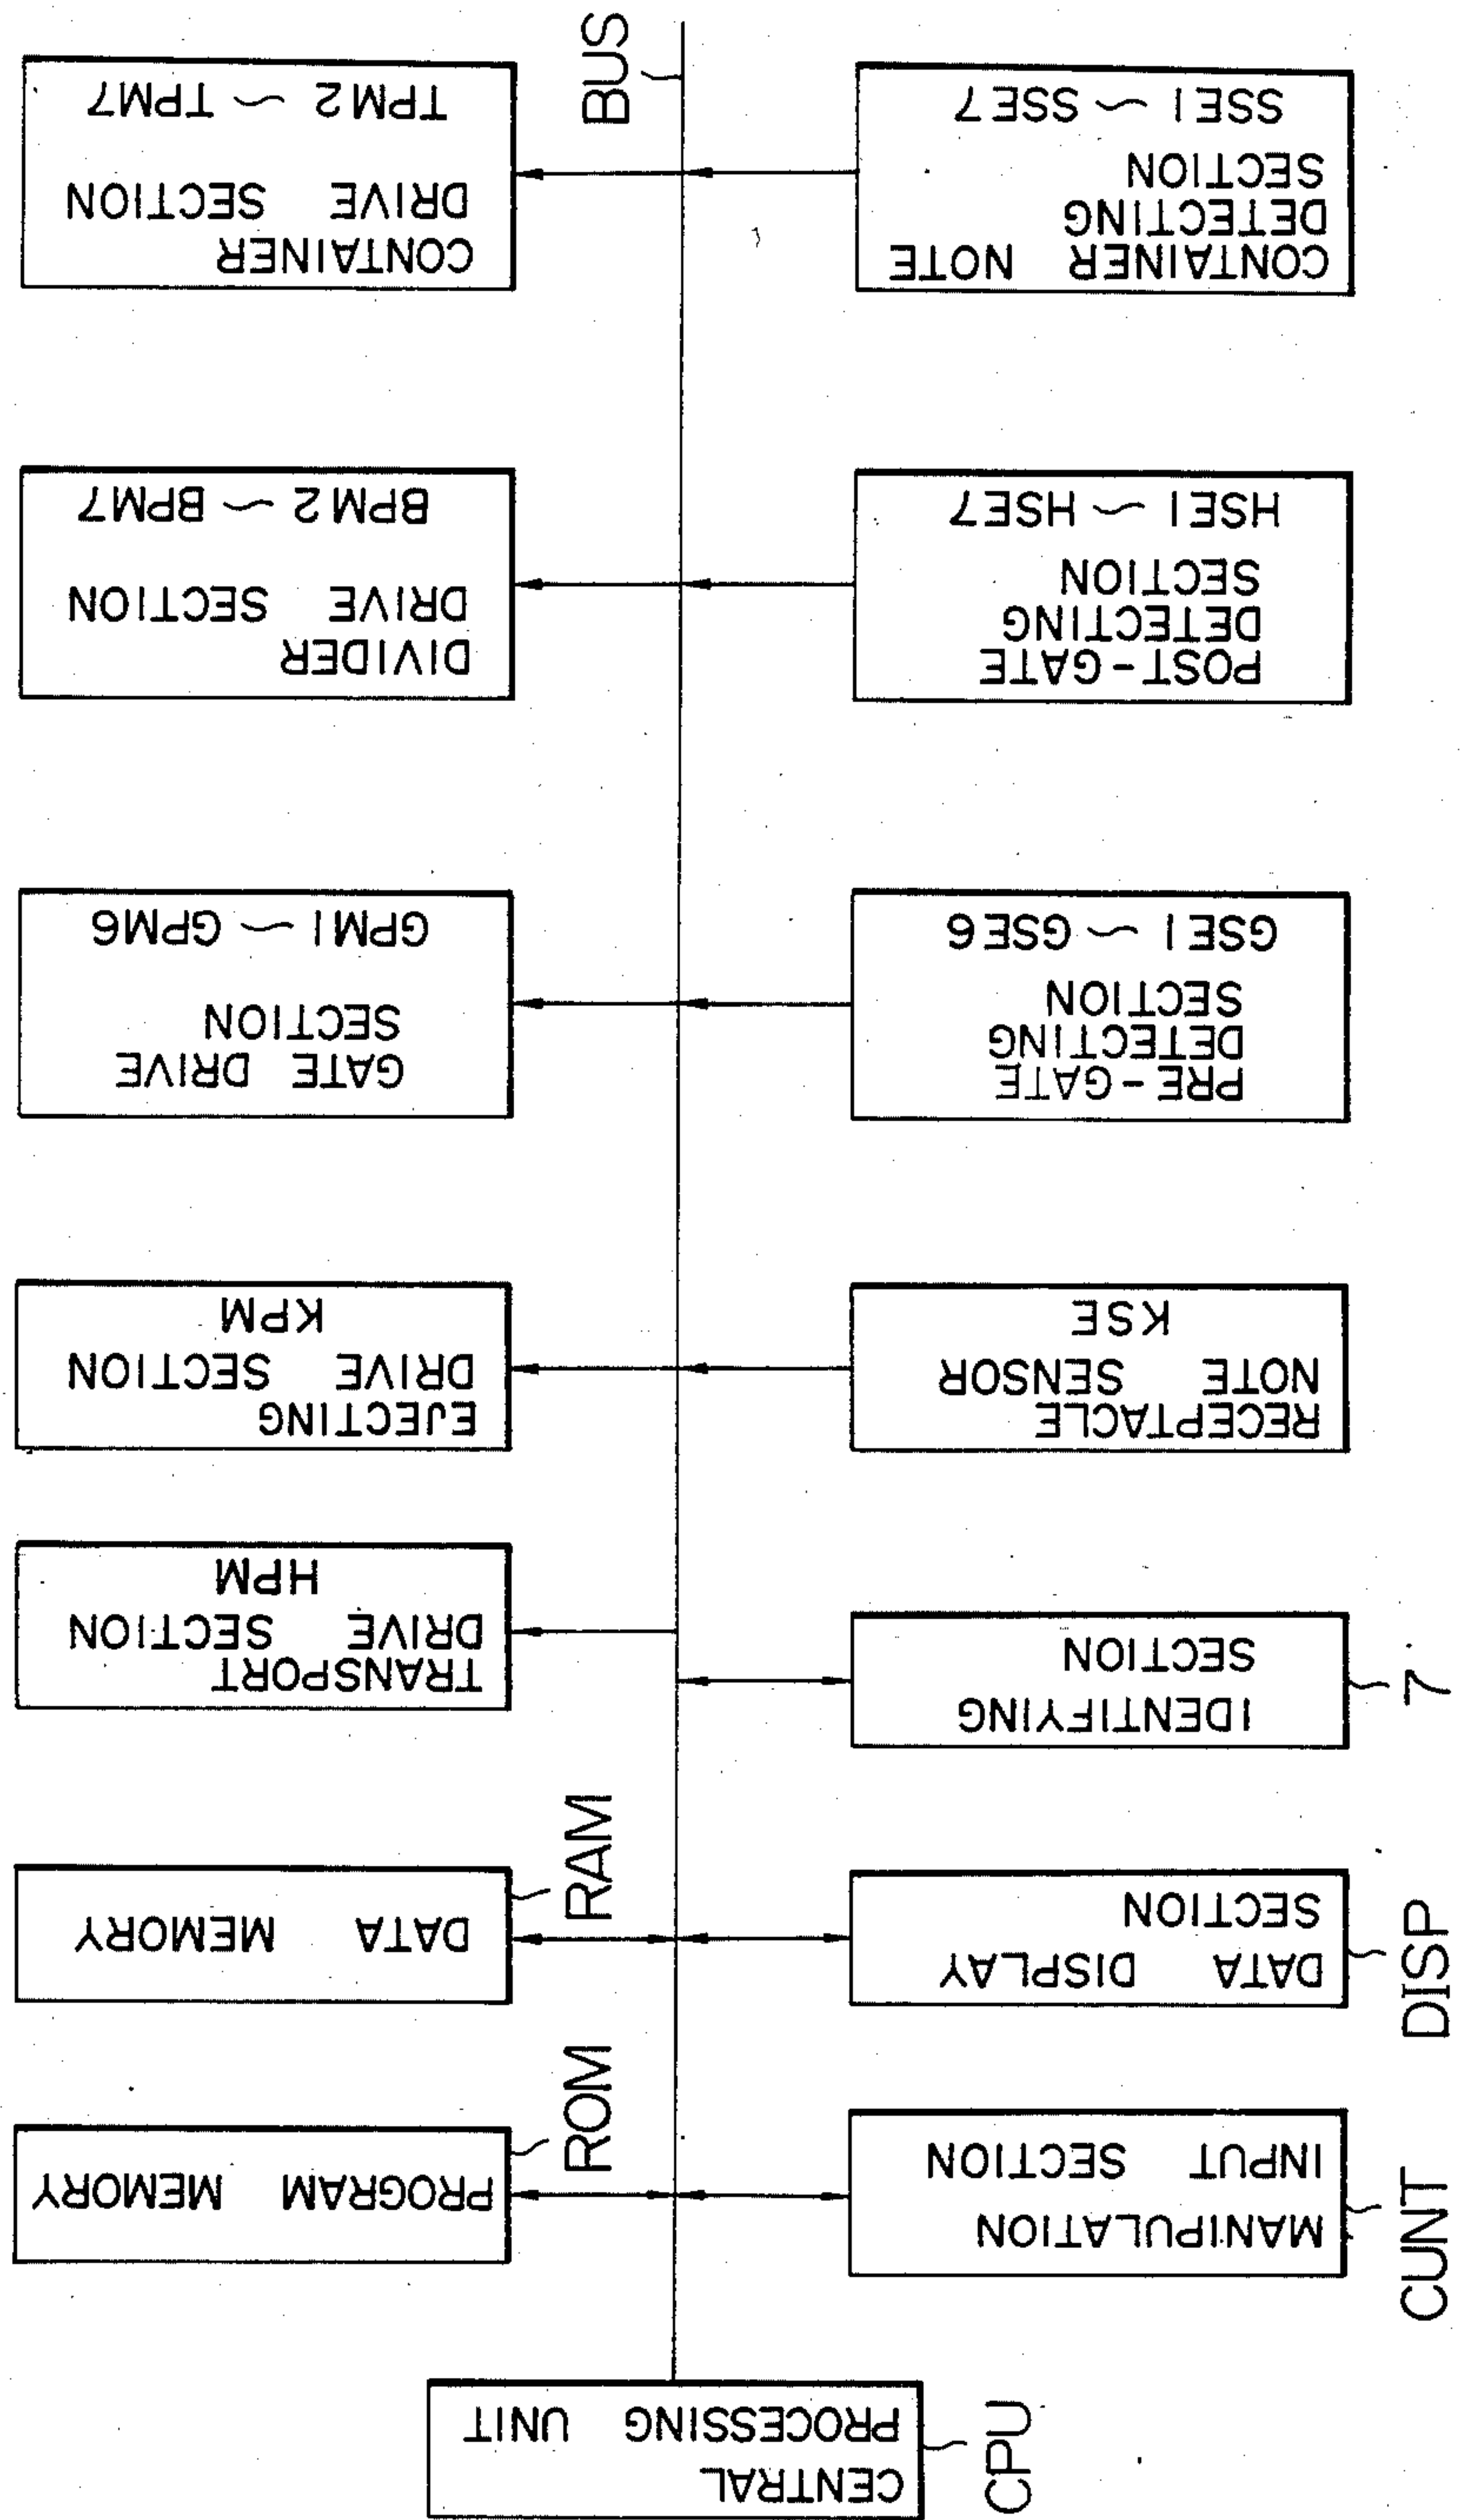 CENTRAL
PROCESSING UNIT
CPU
PROGRAM MEMORY
ROM
MANIPULATION
INPUT SECTION
CUNT
DATA MEMORY
RAM
DATA DISPLAY
SECTION
DISP
TRANSPORT
DRIVE SECTION
HPM
IDENTIFYING
SECTION
7
EJECTING
DRIVE SECTION
KPM
RECEPTACLE
NOTE SENSOR
KSE
GATE DRIVE
SECTION
GPM1 ~ GPM6
PRE-GATE
DETECTING
SECTION
GSE1 ~ GSE6
DIVIDER
DRIVE SECTION
BPM2 ~ BPM7
POST-GATE
DETECTING
SECTION
HSE1 ~ HSE7
CONTAINER
DRIVE SECTION
TPM2 ~ TPM7
CONTAINER NOTE
DETECTING
SECTION
SSE1 ~ SSE7
BUS